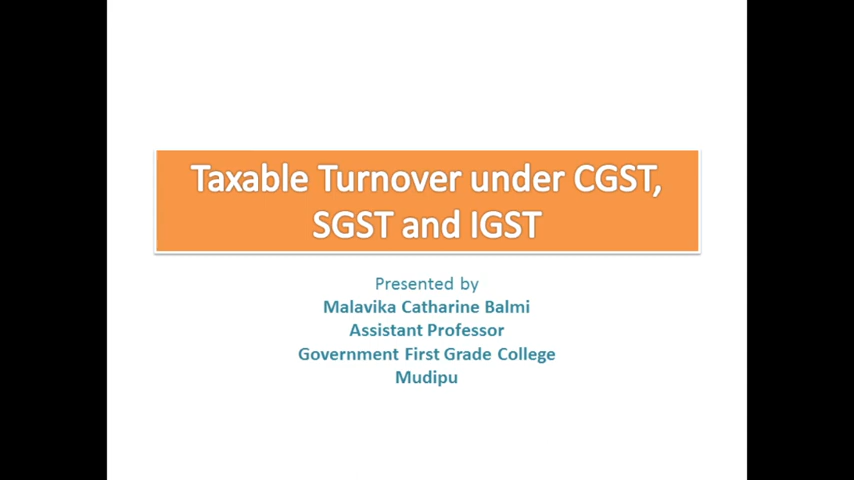 Taxable Turnover under CGST,
SGST and IGST
Presented by
Malavika Catharine Balmi
Assistant Professor
Government First Grade College
Mudipu